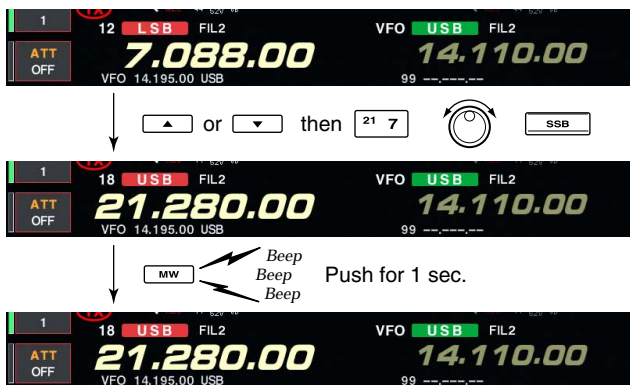 1
12 LSB FIL2 VFO USB FIL2
ATT
OFF
7.088.00 14.110.00
VFO 14.195.00 USB 99 --.---.--
▲ or ▼ then 21 7 SSB
TX
1
18 USB FIL2 VFO USB FIL2
ATT
OFF
21.280.00 14.110.00
VFO 14.195.00 USB 99 --.---.--
MW Beep
Beep
Beep
Push for 1 sec.
1
18 USB FIL2 VFO USB FIL2
ATT
OFF
21.280.00 14.110.00
VFO 14.195.00 USB 99 --.---.--